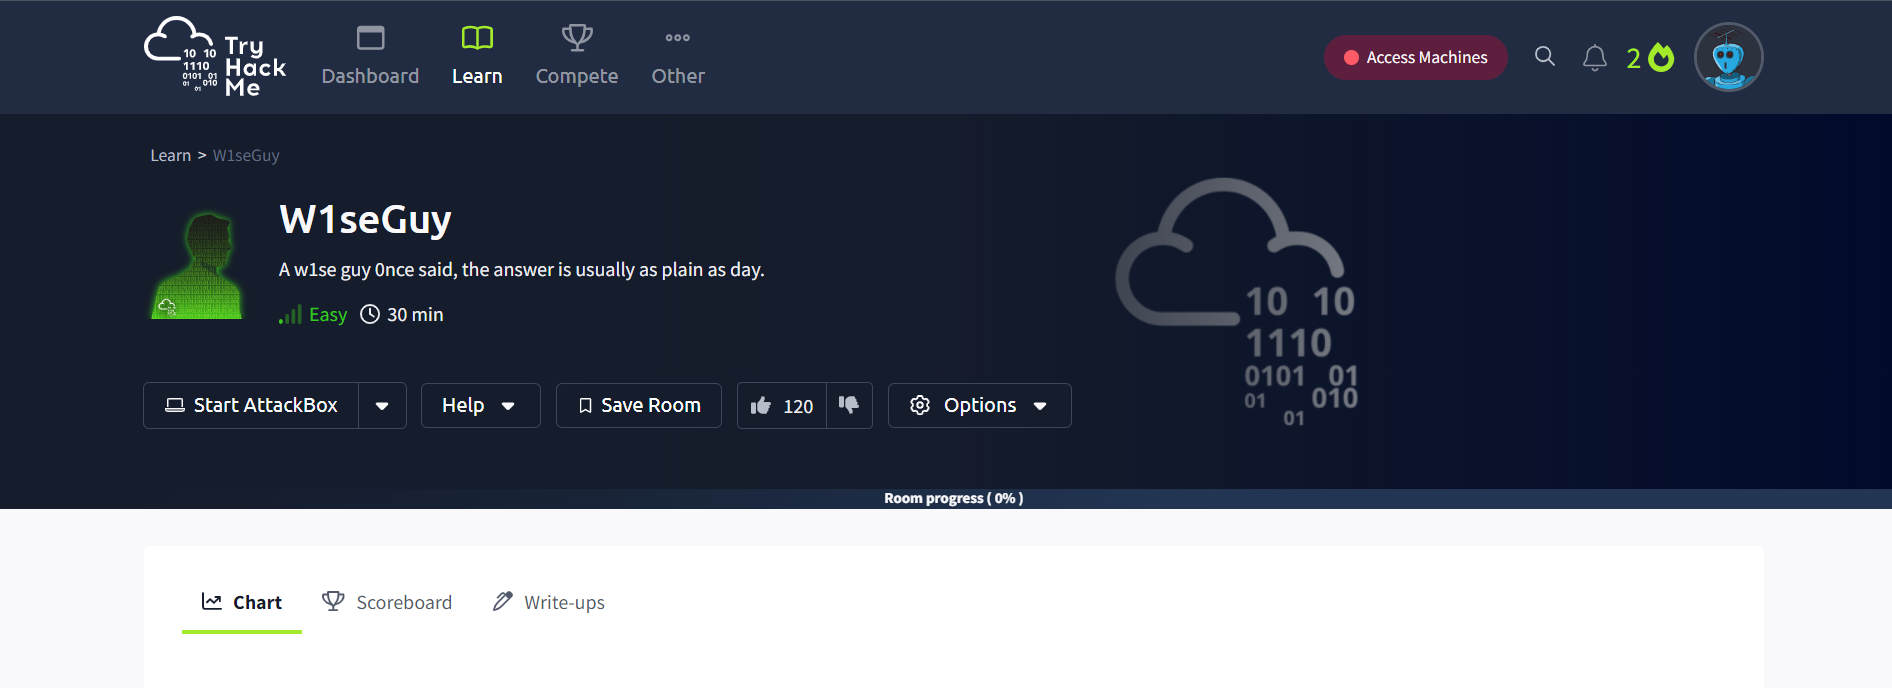 Try
Hack
Me
10 10
1110
0101 01
01 010
01
Dashboard
Learn
Compete
Other
Access Machines
2
Learn > W1seGuy
W1seGuy
A w1se guy 0nce said, the answer is usually as plain as day.
Easy 30 min
10 10
1110
0101 01
01 010
01
Start AttackBox
Help
Save Room
120
Options
Room progress ( 0% )
Chart
Scoreboard
Write-ups